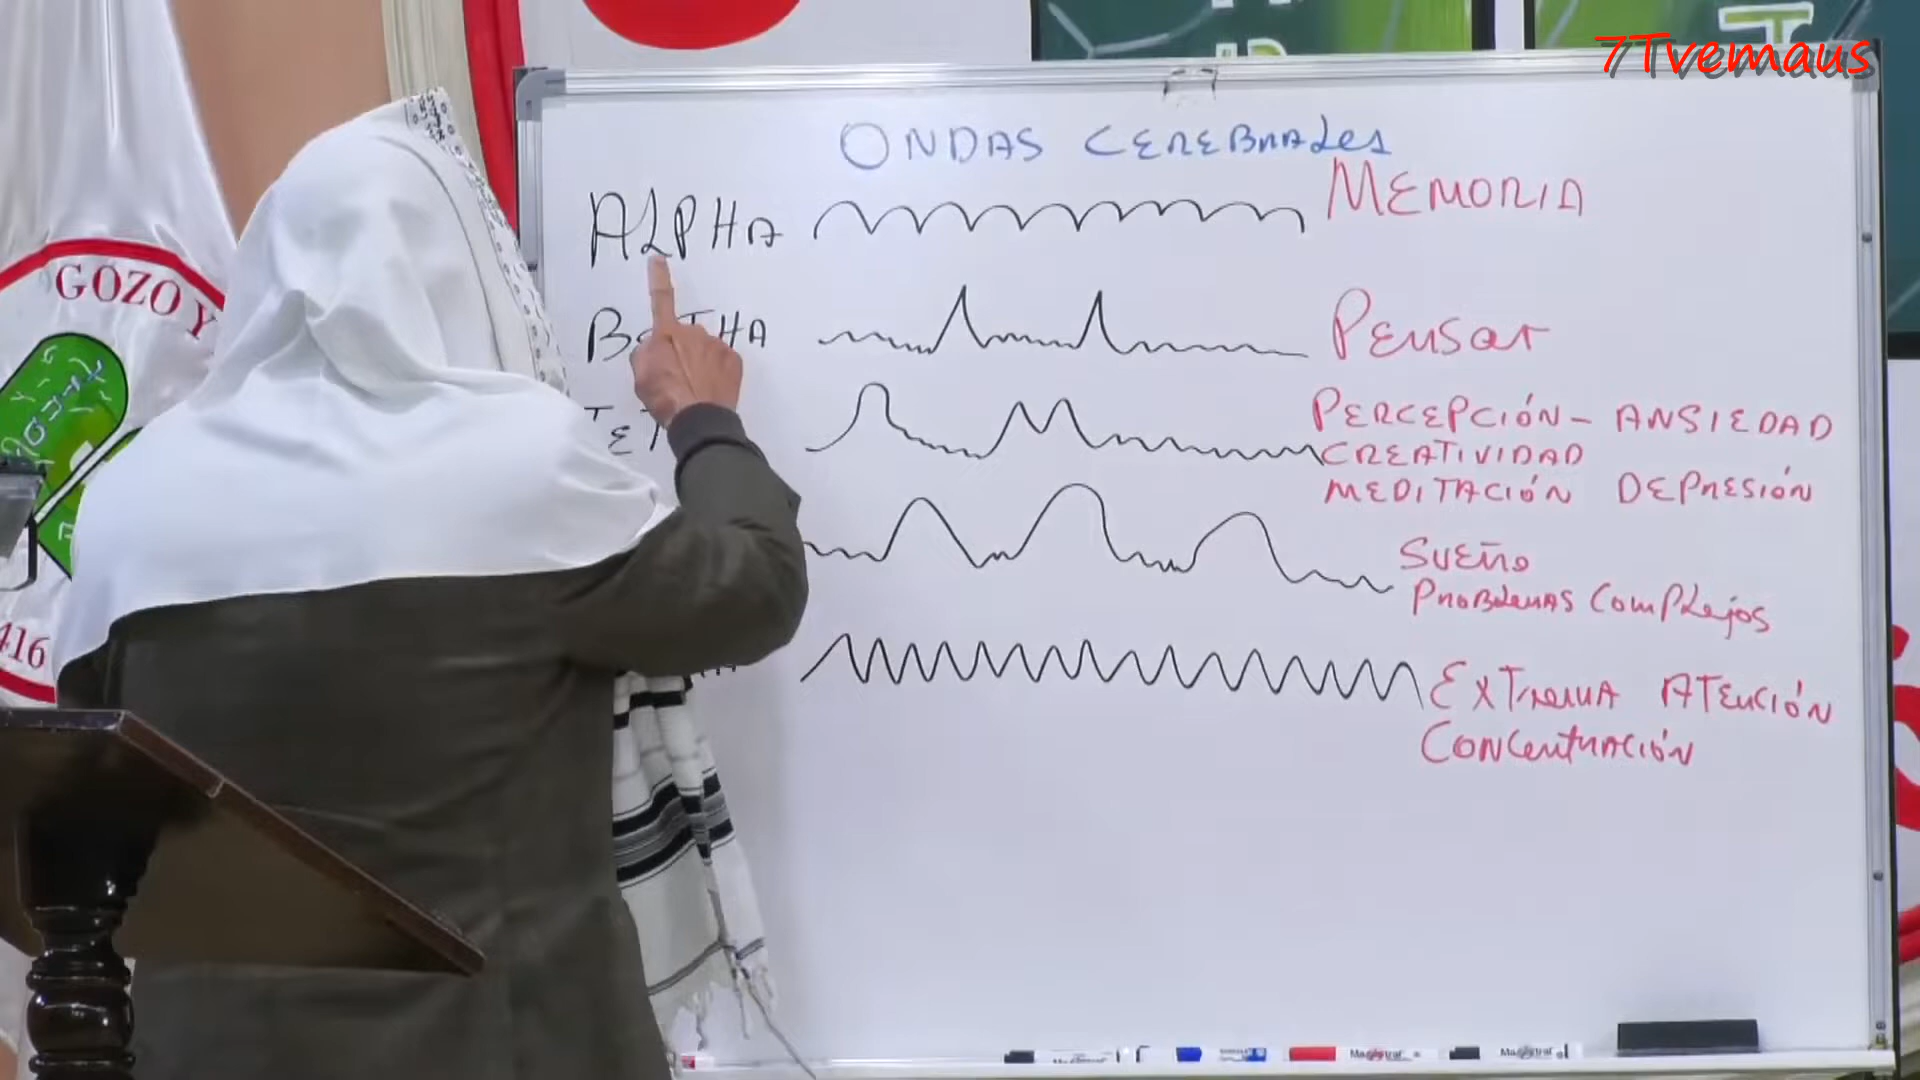 7Tvemaus
ONDAS CEREBRALES
ALPHA
MEMORIA
Pensar
PERCEPCIÓN - ANSIEDAD
CREATIVIDAD
MEDITACIÓN DEPRESIÓN
SUEÑO
PROBLEMAS COMPLEJOS
EXTREMA ATENCIÓN
CONCENTRACIÓN
GOZO Y
416